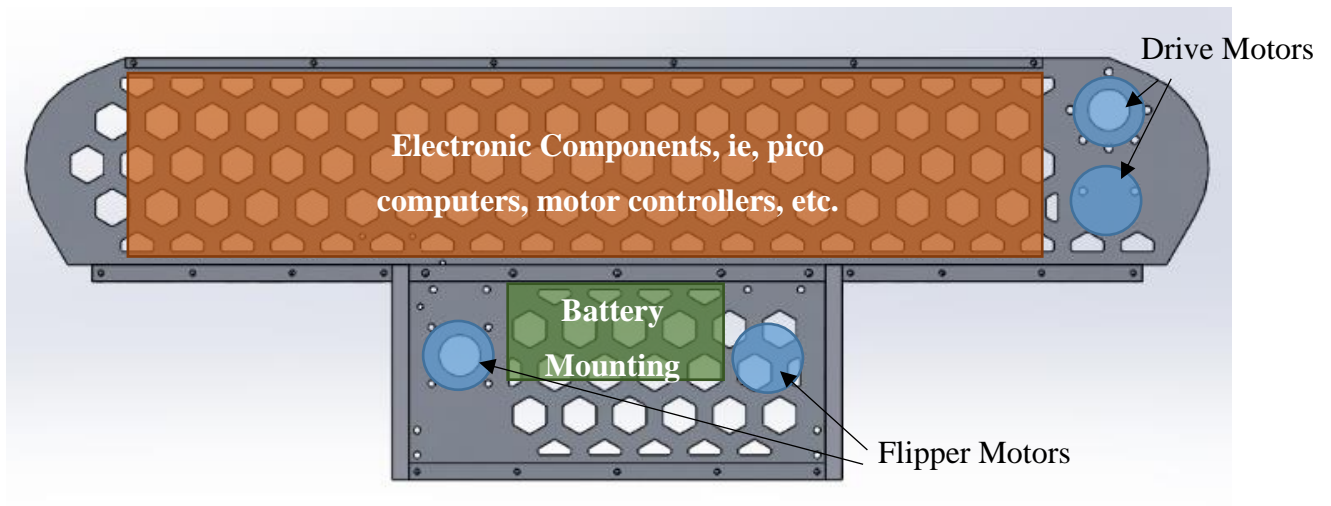 Drive Motors
Electronic Components, ie, pico
computers, motor controllers, etc.
Battery
Mounting
Flipper Motors